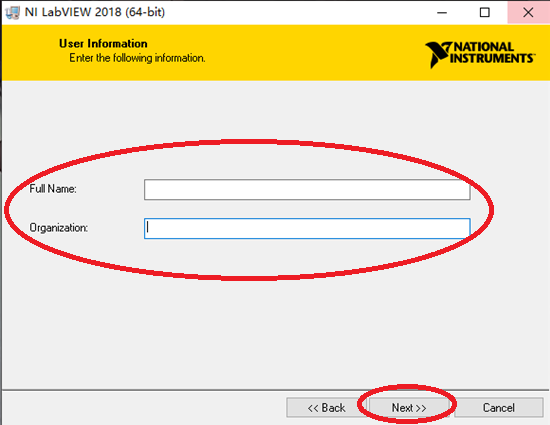 NI LabVIEW 2018 (64-bit)
User Information
Enter the following information.
NATIONAL
INSTRUMENTS
Full Name:
Organization:
<< Back
Next >>
Cancel